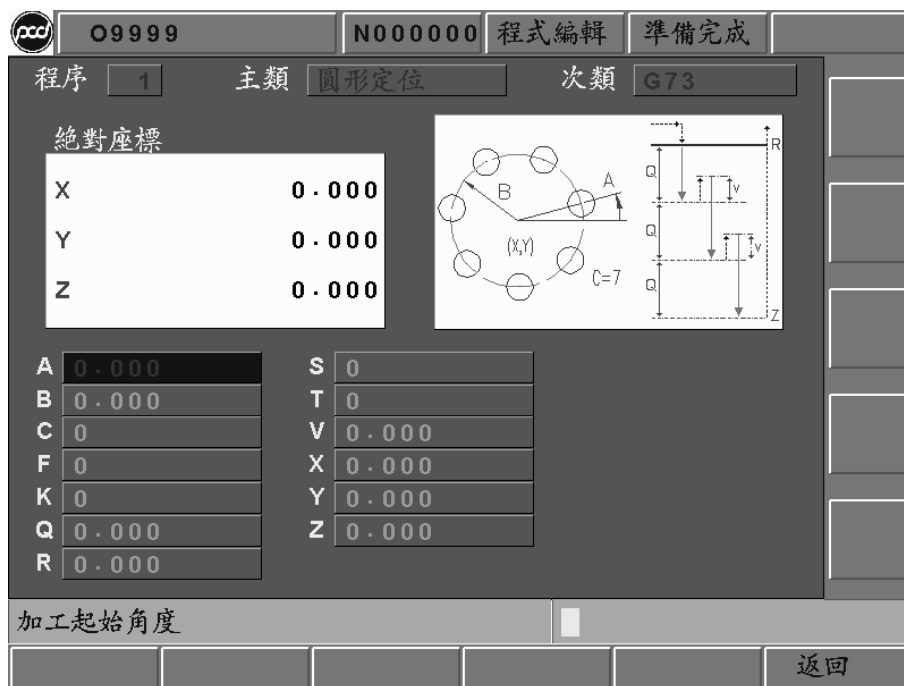 pcd O9999 N000000 程式編輯 準備完成
程序 1 主類 圓形定位 次類 G73
絕對座標
X 0.000
Y 0.000
Z 0.000
B A (X,Y) C=7
R Q V Q V Q Z
A 0.000 S 0
B 0.000 T 0
C 0 V 0.000
F 0 X 0.000
K 0 Y 0.000
Q 0.000 Z 0.000
R 0.000
加工起始角度
返回